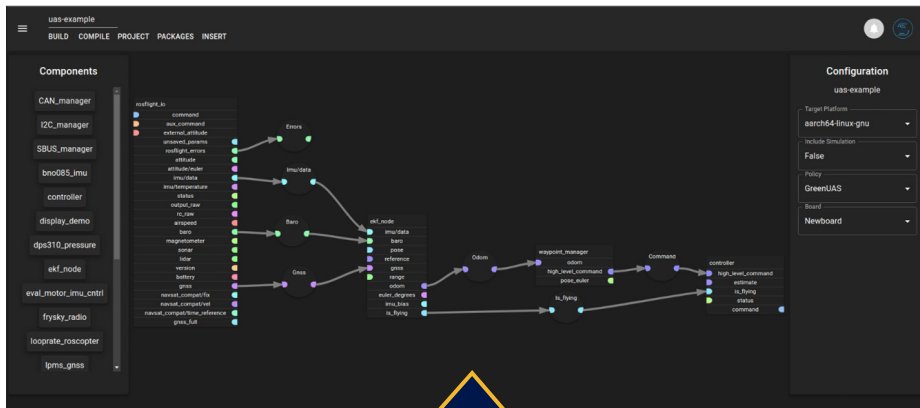 uas-example
BUILD COMPILE PROJECT PACKAGES INSERT
Components
CAN_manager
I2C_manager
SBUS_manager
bno085_imu
controller
display_demo
dps310_pressure
ekf_node
eval_motor_imu_cntrl
frysky_radio
looprate_roscopter
lpms_gnss
rosflight_io
command
aux_command
external_attitude
unsaved_params
rosflight_errors
attitude
attitude/euler
imu/data
imu/temperature
status
output_raw
rc_raw
airspeed
baro
magnetometer
sonar
lidar
version
battery
gnss
navsat_compat/fix
navsat_compat/vel
navsat_compat/time_reference
gnss_full
Errors
Imu/data
Baro
Gnss
ekf_node
imu/data
baro
pose
reference
gnss
range
odom
euler_degrees
imu_bias
is_flying
Odom
Is_flying
waypoint_manager
odom
high_level_command
pose_euler
Command
controller
high_level_command
estimate
is_flying
status
command
Configuration
uas-example
Target Platform
aarch64-linux-gnu
Include Simulation
False
Policy
GreenUAS
Board
Newboard